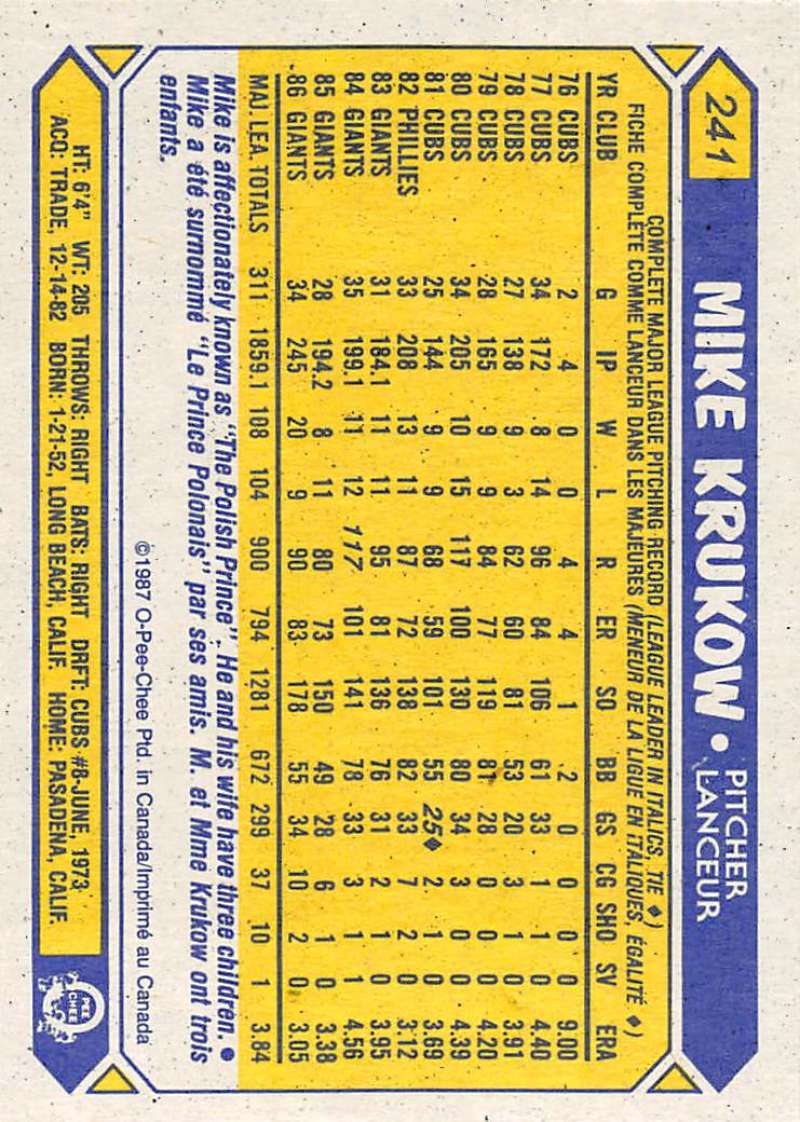 241
MIKE KRUKOW • PITCHER
LANCEUR
COMPLETE MAJOR LEAGUE PITCHING RECORD (LEAGUE LEADER IN ITALICS, TIE ♦)
FICHE COMPLÈTE COMME LANCEUR DANS LES MAJEURES (MENEUR DE LA LIGUE EN ITALIQUES, ÉGALITÉ ♦)
YR CLUB G IP W L R ER SO BB GS CG SHO SV ERA
76 CUBS 2 4 0 0 4 4 1 2 0 0 0 0 9.00
77 CUBS 34 172 8 14 96 84 106 61 33 1 1 0 4.40
78 CUBS 27 138 9 3 62 60 81 53 20 3 1 0 3.91
79 CUBS 28 165 9 9 84 77 119 81 28 0 0 0 4.20
80 CUBS 34 205 10 15 117 100 130 80 34 3 0 0 4.39
81 CUBS 25 144 9 9 68 59 101 55 25♦ 2 1 0 3.69
82 PHILLIES 33 208 13 11 87 72 138 82 33 7 2 0 3.12
83 GIANTS 31 184.1 11 11 95 81 136 76 31 2 1 0 3.95
84 GIANTS 35 199.1 11 12 117 101 141 78 33 3 1 1 4.56
85 GIANTS 28 194.2 8 11 80 73 150 49 28 6 1 0 3.38
86 GIANTS 34 245 20 9 90 83 178 55 34 10 2 0 3.05
MAJ. LEA. TOTALS 311 1859.1 108 104 900 794 1281 672 299 37 10 1 3.84
Mike is affectionately known as "The Polish Prince". He and his wife have three children. •
Mike a été surnommé "Le Prince Polonais" par ses amis. M. et Mme Krukow ont trois
enfants.
©1987 O-Pee-Chee Ptd. in Canada/Imprimé au Canada
HT: 6'4" WT: 205 THROWS: RIGHT BATS: RIGHT DRFT: CUBS #8-JUNE, 1973
ACQ: TRADE, 12-14-82 BORN: 1-21-52, LONG BEACH, CALIF. HOME: PASADENA, CALIF.
O PEE CHEE